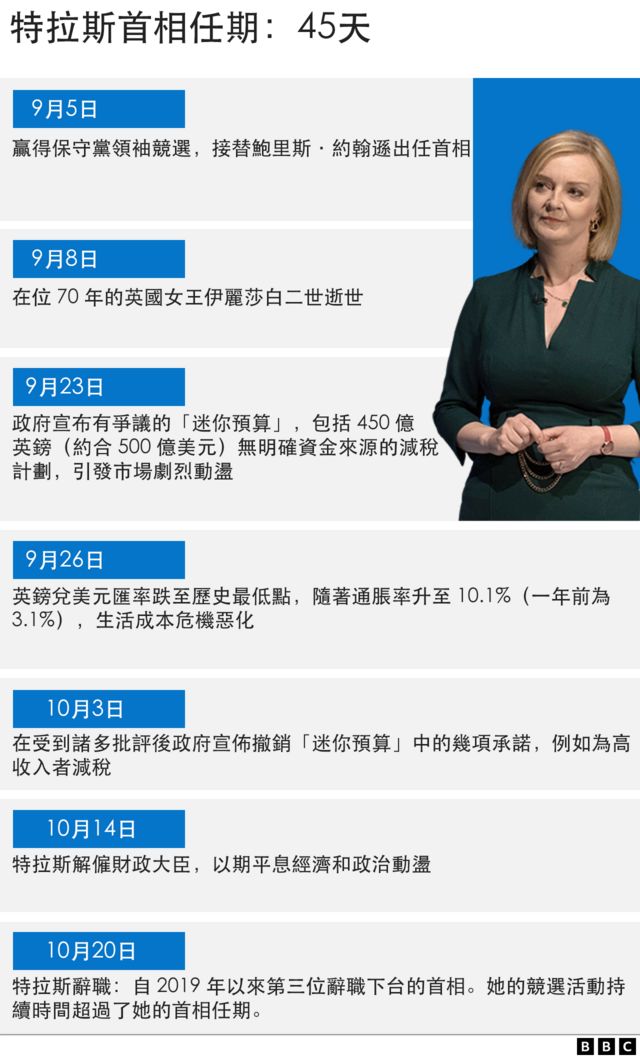 特拉斯首相任期：45天
9月5日
贏得保守黨領袖競選，接替鮑里斯·約翰遜出任首相
9月8日
在位 70 年的英國女王伊麗莎白二世逝世
9月23日
政府宣布有爭議的「迷你預算」，包括 450 億
英鎊（約合 500 億美元）無明確資金來源的減稅
計劃，引發市場劇烈動盪
9月26日
英鎊兌美元匯率跌至歷史最低點，隨著通脹率升至 10.1%（一年前為
3.1%），生活成本危機惡化
10月3日
在受到諸多批評後政府宣佈撤銷「迷你預算」中的幾項承諾，例如為高
收入者減稅
10月14日
特拉斯解僱財政大臣，以期平息經濟和政治動盪
10月20日
特拉斯辭職：自 2019 年以來第三位辭職下台的首相。她的競選活動持
續時間超過了她的首相任期。
BBC